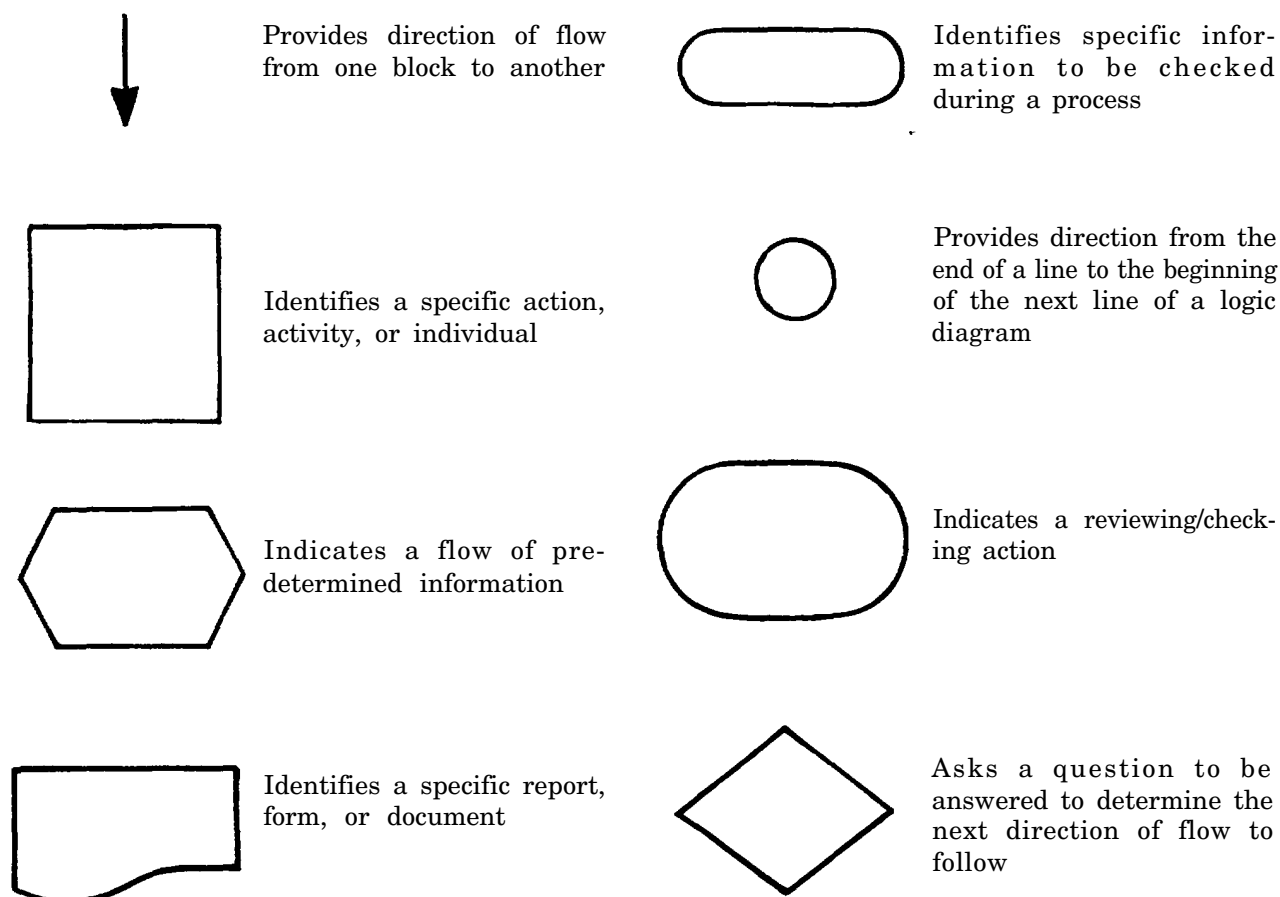 Provides direction of flow
from one block to another
Identifies a specific action,
activity, or individual
Indicates a flow of pre-
determined information
Identifies a specific report,
form, or document
Identifies specific infor-
mation to be checked
during a process
Provides direction from the
end of a line to the beginning
of the next line of a logic
diagram
Indicates a reviewing/check-
ing action
Asks a question to be
answered to determine the
next direction of flow to
follow